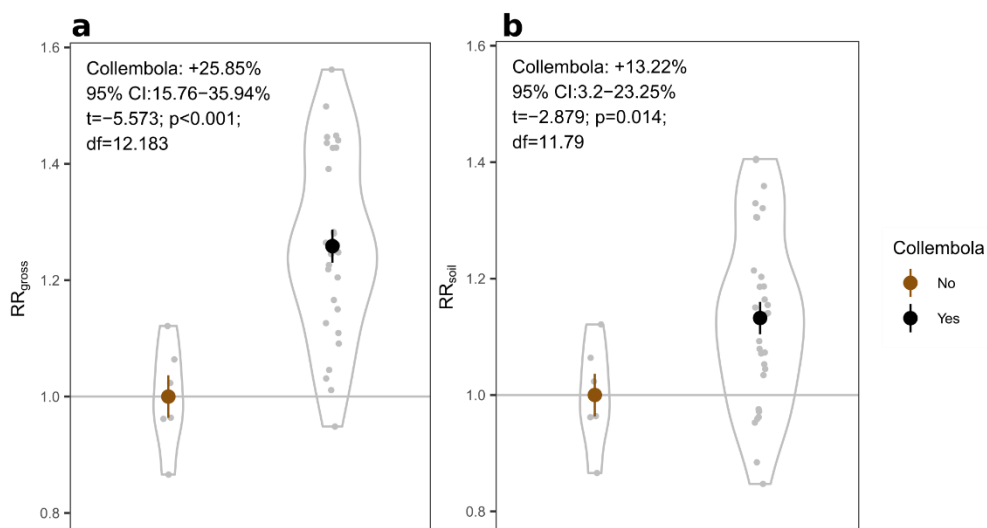 a
Collembola: +25.85%
95% CI:15.76−35.94%
t=−5.573; p<0.001;
df=12.183
1.6
1.4
1.2
1.0
0.8
RRgross
b
Collembola: +13.22%
95% CI:3.2−23.25%
t=−2.879; p=0.014;
df=11.79
1.6
1.4
1.2
1.0
0.8
RRsoil
Collembola
No
Yes